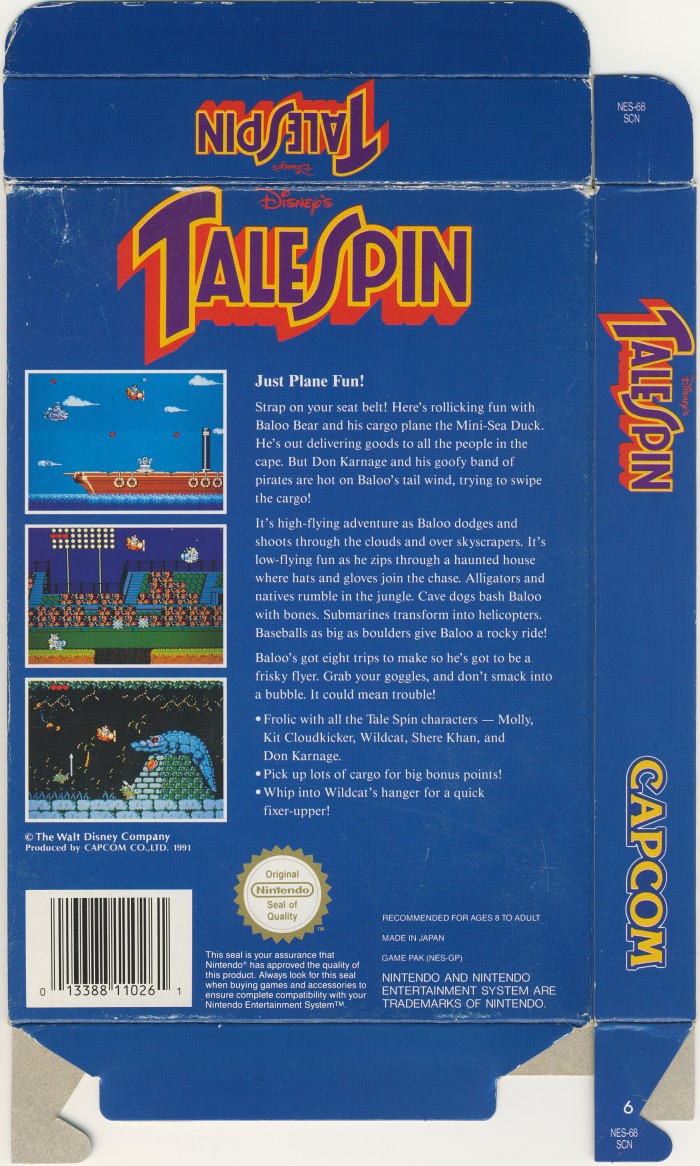 NES-68
SCN
Disney's
TALESPIN
Disney's
TALESPIN
Just Plane Fun!
Strap on your seat belt! Here's rollicking fun with
Baloo Bear and his cargo plane the Mini-Sea Duck.
He's out delivering goods to all the people in the
cape. But Don Karnage and his goofy band of
pirates are hot on Baloo's tail wind, trying to swipe
the cargo!
It's high-flying adventure as Baloo dodges and
shoots through the clouds and over skyscrapers. It's
low-flying fun as he zips through a haunted house
where hats and gloves join the chase. Alligators and
natives rumble in the jungle. Cave dogs bash Baloo
with bones. Submarines transform into helicopters.
Baseballs as big as boulders give Baloo a rocky ride!
Baloo's got eight trips to make so he's got to be a
frisky flyer. Grab your goggles, and don't smack into
a bubble. It could mean trouble!
• Frolic with all the Tale Spin characters — Molly,
Kit Cloudkicker, Wildcat, Shere Khan, and
Don Karnage.
• Pick up lots of cargo for big bonus points!
• Whip into Wildcat's hanger for a quick
fixer-upper!
© The Walt Disney Company
Produced by CAPCOM CO.,LTD. 1991
0 13388 11026 1
Original
Nintendo
Seal of
Quality
TM
This seal is your assurance that
Nintendo® has approved the quality of
this product. Always look for this seal
when buying games and accessories to
ensure complete compatibility with your
Nintendo Entertainment System™.
RECOMMENDED FOR AGES 8 TO ADULT
MADE IN JAPAN
GAME PAK (NES-GP)
NINTENDO AND NINTENDO
ENTERTAINMENT SYSTEM ARE
TRADEMARKS OF NINTENDO.
Disney's
TALESPIN
CAPCOM
6
NES-68
SCN